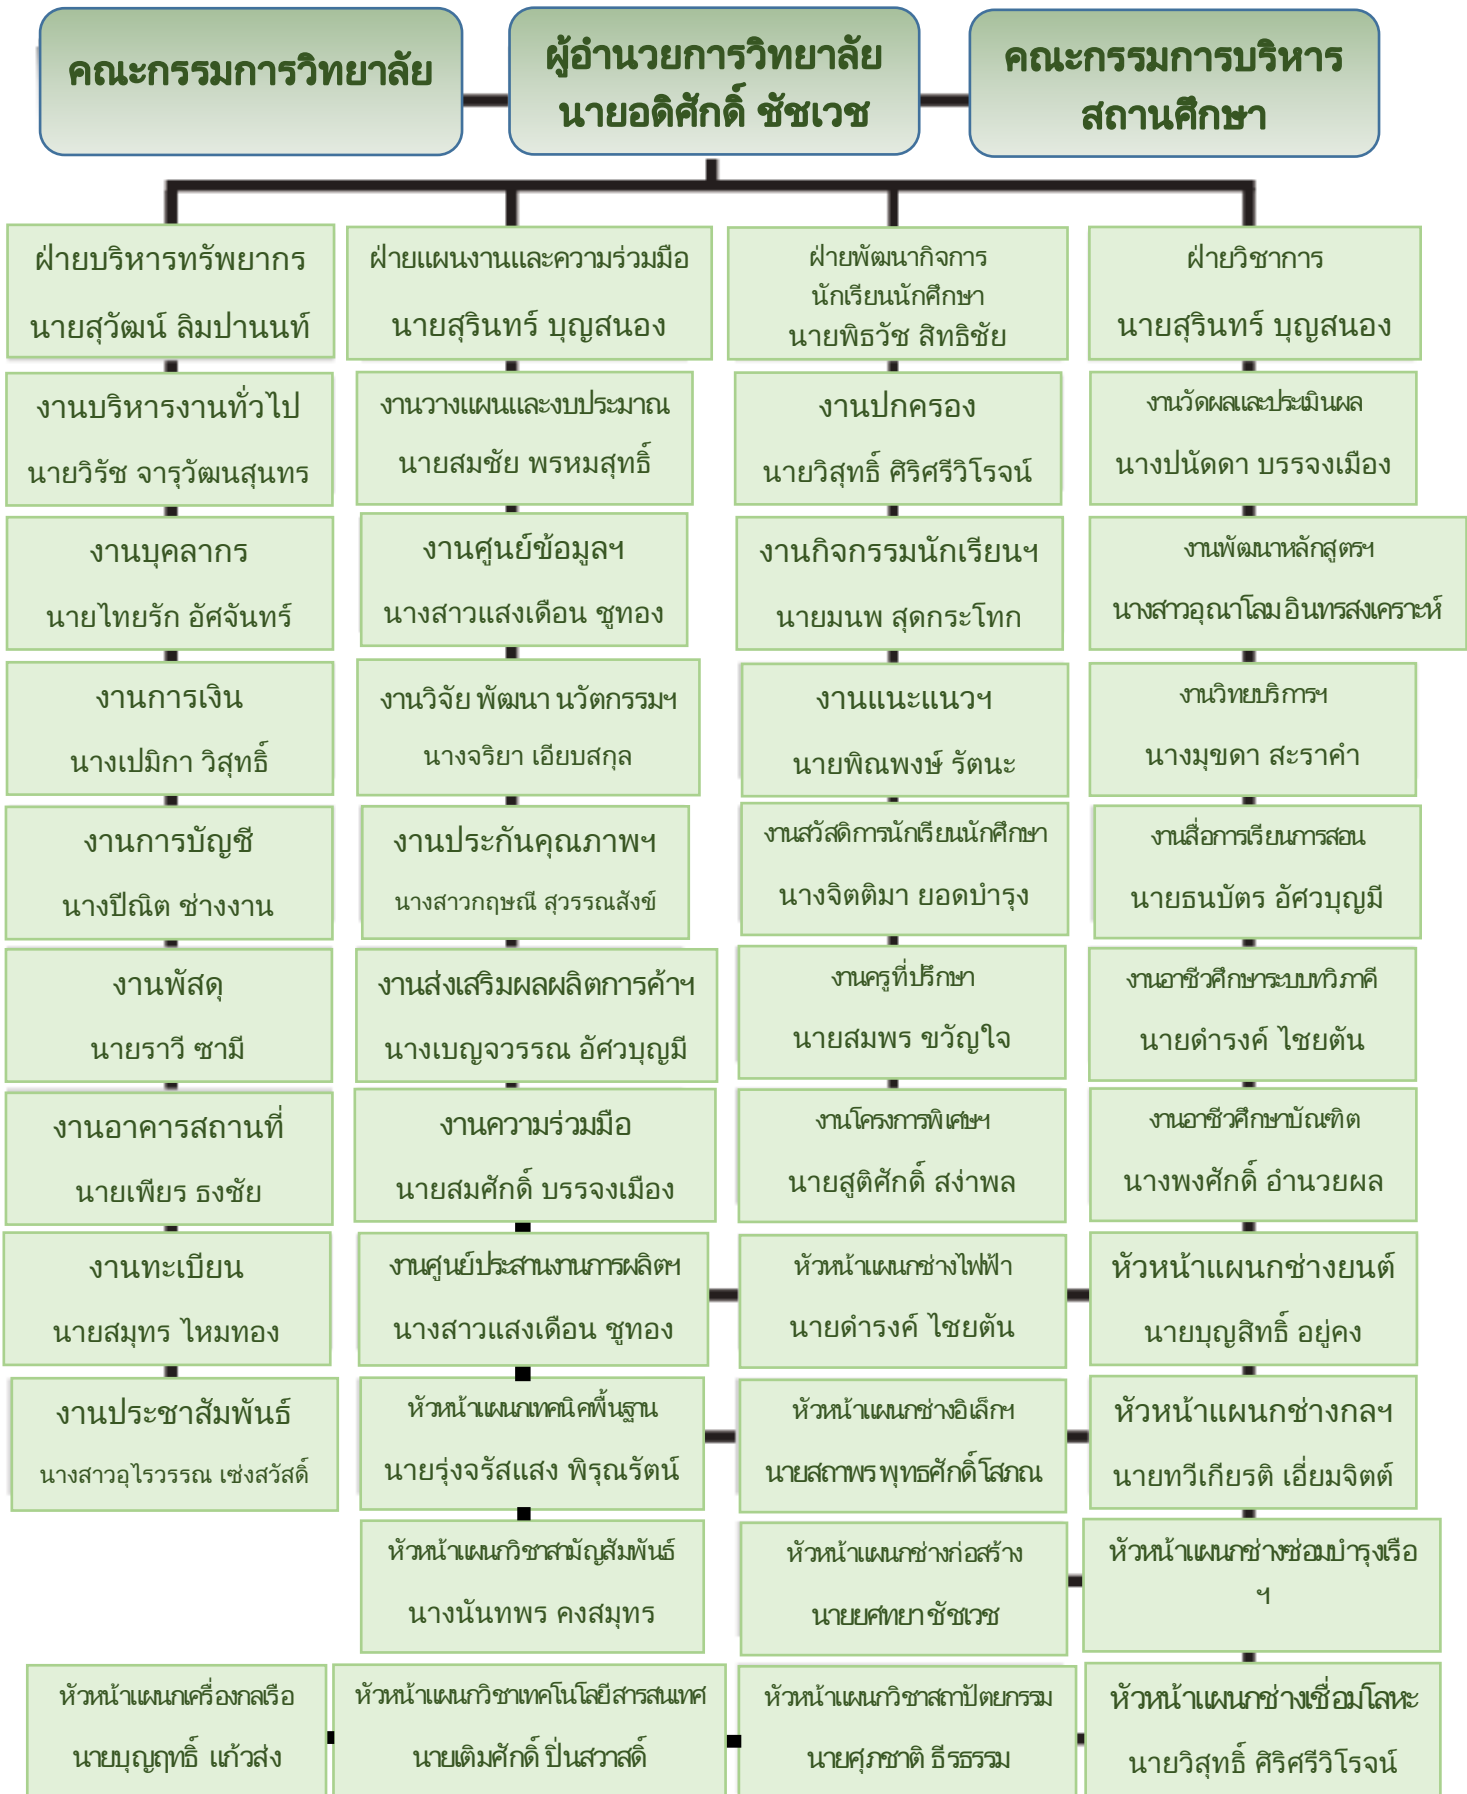 คณะกรรมการวิทยาลัย
ผู้อำนวยการวิทยาลัย
นายอดิศักดิ์ ชัชเวช
คณะกรรมการบริหาร
สถานศึกษา
ฝ่ายบริหารทรัพยากร
นายสุวัฒน์ ลิมปานนท์
ฝ่ายแผนงานและความร่วมมือ
นายสุรินทร์ บุญสนอง
ฝ่ายพัฒนากิจการ
นักเรียนนักศึกษา
นายพิธวัช สิทธิชัย
ฝ่ายวิชาการ
นายสุรินทร์ บุญสนอง
งานบริหารงานทั่วไป
นายวิรัช จารุวัฒนสุนทร
งานวางแผนและงบประมาณ
นายสมชัย พรหมสุทธิ์
งานปกครอง
นายวิสุทธิ์ ศิริศรีวิโรจน์
งานวัดผลและประเมินผล
นางปนัดดา บรรจงเมือง
งานบุคลากร
นายไทยรัก อัศจันทร์
งานศูนย์ข้อมูลฯ
นางสาวแสงเดือน ชูทอง
งานกิจกรรมนักเรียนฯ
นายมนพ สุดกระโทก
งานพัฒนาหลักสูตรฯ
นางสาวอุณาโลม อินทรสงเคราะห์
งานการเงิน
นางเปมิกา วิสุทธิ์
งานวิจัย พัฒนา นวัตกรรมฯ
นางจริยา เอียบสกุล
งานแนะแนวฯ
นายพิณพงษ์ รัตนะ
งานวิทยบริการฯ
นางมุขดา สะราคำ
งานการบัญชี
นางปีณิต ช่างงาน
งานประกันคุณภาพฯ
นางสาวกฤษณี สุวรรณสังข์
งานสวัสดิการนักเรียนนักศึกษา
นางจิตติมา ยอดบำรุง
งานสื่อการเรียนการสอน
นายธนบัตร อัศวบุญมี
งานพัสดุ
นายราวี ซามี
งานส่งเสริมผลผลิตการค้าฯ
นางเบญจวรรณ อัศวบุญมี
งานครูที่ปรึกษา
นายสมพร ขวัญใจ
งานอาชีวศึกษาระบบทวิภาคี
นายดำรงค์ ไชยตัน
งานอาคารสถานที่
นายเพียร ธงชัย
งานความร่วมมือ
นายสมศักดิ์ บรรจงเมือง
งานโครงการพิเศษฯ
นายสูติศักดิ์ สง่าพล
งานอาชีวศึกษาบัณฑิต
นางพงศักดิ์ อำนวยผล
งานทะเบียน
นายสมุทร ไหมทอง
งานศูนย์ประสานงานการผลิตฯ
นางสาวแสงเดือน ชูทอง
หัวหน้าแผนกช่างไฟฟ้า
นายดำรงค์ ไชยตัน
หัวหน้าแผนกช่างยนต์
นายบุญสิทธิ์ อยู่คง
งานประชาสัมพันธ์
นางสาวอุไรวรรณ เซ่งสวัสดิ์
หัวหน้าแผนกเทคนิคพื้นฐาน
นายรุ่งจรัสแสง พิรุณรัตน์
หัวหน้าแผนกช่างอิเล็กฯ
นายสถาพร พุทธศักดิ์ โสภณ
หัวหน้าแผนกช่างกลฯ
นายทวีเกียรติ เอี่ยมจิตต์
หัวหน้าแผนกวิชาสามัญสัมพันธ์
นางนันทพร คงสมุทร
หัวหน้าแผนกช่างก่อสร้าง
นายยศทยา ชัชเวช
หัวหน้าแผนกช่างซ่อมบำรุงเรือ
ฯ
หัวหน้าแผนกเครื่องกลเรือ
นายบุญฤทธิ์ แก้วส่ง
หัวหน้าแผนกวิชาเทคโนโลยีสารสนเทศ
นายเติมศักดิ์ ปิ่นสวาสดิ์
หัวหน้าแผนกวิชาสถาปัตยกรรม
นายศุภชาติ ธีรธรรม
หัวหน้าแผนกช่างเชื่อมโลหะ
นายวิสุทธิ์ ศิริศรีวิโรจน์